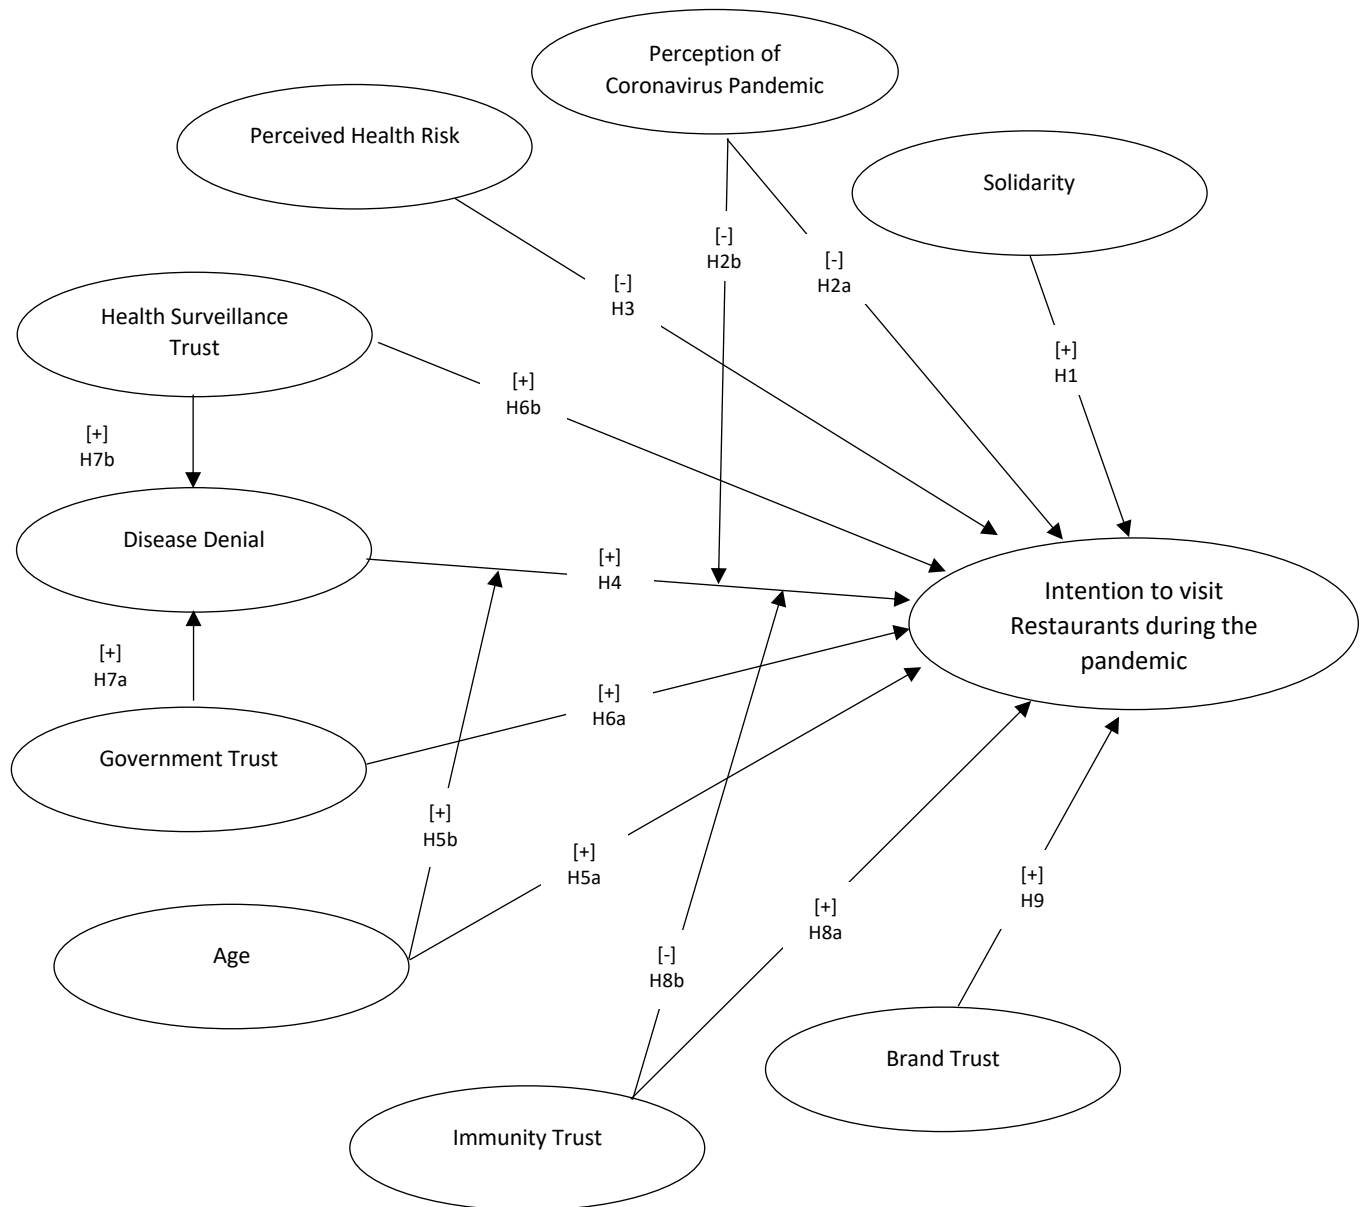 Perception of
Coronavirus Pandemic
Perceived Health Risk
Solidarity
[-]
H2b
[-]
H2a
[-]
H3
Health Surveillance
Trust
[+]
H1
[+]
H6b
[+]
H7b
Disease Denial
[+]
H4
Intention to visit
Restaurants during the
pandemic
[+]
H7a
[+]
H6a
Government Trust
[+]
H5b
[+]
H5a
[+]
H9
[+]
H8a
Age
[-]
H8b
Brand Trust
Immunity Trust